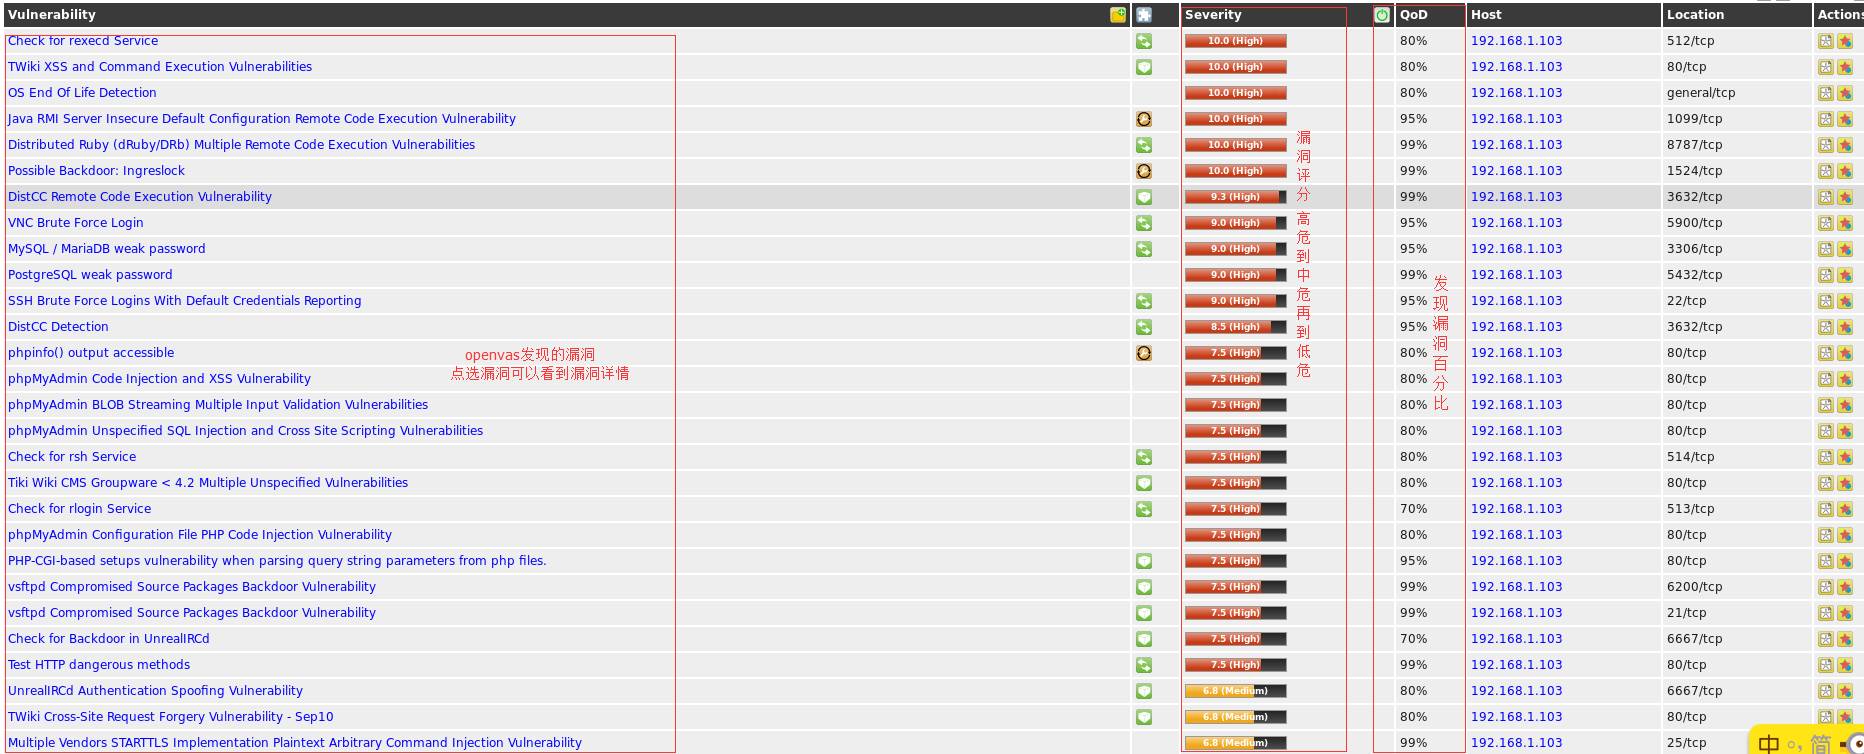 Vulnerability Severity QoD Host Location Actions
Check for rexecd Service 10.0 (High) 80% 192.168.1.103 512/tcp
TWiki XSS and Command Execution Vulnerabilities 10.0 (High) 80% 192.168.1.103 80/tcp
OS End Of Life Detection 10.0 (High) 80% 192.168.1.103 general/tcp
Java RMI Server Insecure Default Configuration Remote Code Execution Vulnerability 10.0 (High) 95% 192.168.1.103 1099/tcp
Distributed Ruby (dRuby/DRb) Multiple Remote Code Execution Vulnerabilities 10.0 (High) 99% 192.168.1.103 8787/tcp
Possible Backdoor: Ingreslock 10.0 (High) 99% 192.168.1.103 1524/tcp
DistCC Remote Code Execution Vulnerability 9.3 (High) 99% 192.168.1.103 3632/tcp
VNC Brute Force Login 9.0 (High) 95% 192.168.1.103 5900/tcp
MySQL / MariaDB weak password 9.0 (High) 95% 192.168.1.103 3306/tcp
PostgreSQL weak password 9.0 (High) 99% 192.168.1.103 5432/tcp
SSH Brute Force Logins With Default Credentials Reporting 9.0 (High) 95% 192.168.1.103 22/tcp
DistCC Detection 8.5 (High) 95% 192.168.1.103 3632/tcp
phpinfo() output accessible 7.5 (High) 80% 192.168.1.103 80/tcp
phpMyAdmin Code Injection and XSS Vulnerability 7.5 (High) 80% 192.168.1.103 80/tcp
phpMyAdmin BLOB Streaming Multiple Input Validation Vulnerabilities 7.5 (High) 80% 192.168.1.103 80/tcp
phpMyAdmin Unspecified SQL Injection and Cross Site Scripting Vulnerabilities 7.5 (High) 80% 192.168.1.103 80/tcp
Check for rsh Service 7.5 (High) 80% 192.168.1.103 514/tcp
Tiki Wiki CMS Groupware < 4.2 Multiple Unspecified Vulnerabilities 7.5 (High) 80% 192.168.1.103 80/tcp
Check for rlogin Service 7.5 (High) 70% 192.168.1.103 513/tcp
phpMyAdmin Configuration File PHP Code Injection Vulnerability 7.5 (High) 80% 192.168.1.103 80/tcp
PHP-CGI-based setups vulnerability when parsing query string parameters from php files. 7.5 (High) 95% 192.168.1.103 80/tcp
vsftpd Compromised Source Packages Backdoor Vulnerability 7.5 (High) 99% 192.168.1.103 6200/tcp
vsftpd Compromised Source Packages Backdoor Vulnerability 7.5 (High) 99% 192.168.1.103 21/tcp
Check for Backdoor in UnrealIRCd 7.5 (High) 70% 192.168.1.103 6667/tcp
Test HTTP dangerous methods 7.5 (High) 99% 192.168.1.103 80/tcp
UnrealIRCd Authentication Spoofing Vulnerability 6.8 (Medium) 80% 192.168.1.103 6667/tcp
TWiki Cross-Site Request Forgery Vulnerability - Sep10 6.8 (Medium) 80% 192.168.1.103 80/tcp
Multiple Vendors STARTTLS Implementation Plaintext Arbitrary Command Injection Vulnerability 6.8 (Medium) 99% 192.168.1.103 25/tcp
openvas发现的漏洞
点选漏洞可以看到漏洞详情
漏洞评分 高危到中危再到低危
发现漏洞百分比
中 °, 简